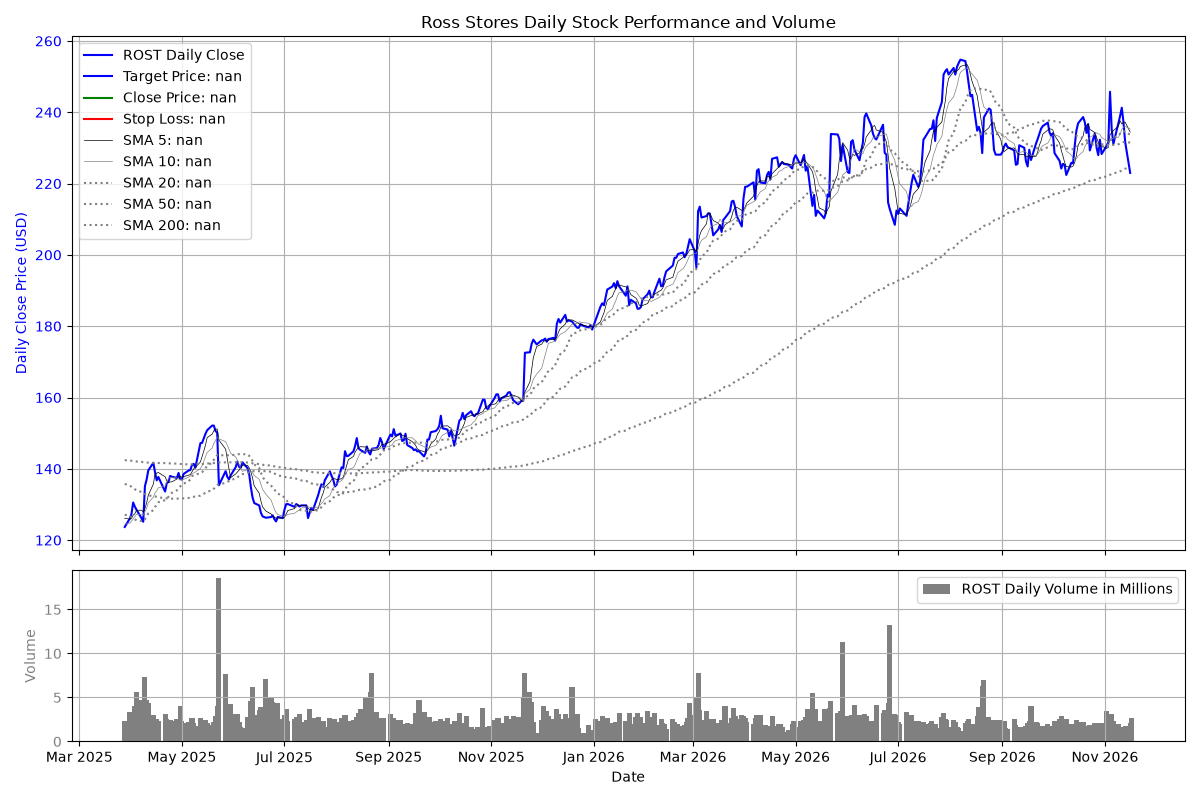 Ross Stores Daily Stock Performance and Volume
260
240
220
200
180
160
140
120
Daily Close Price (USD)
ROST Daily Close
Target Price: nan
Close Price: nan
Stop Loss: nan
SMA 5: nan
SMA 10: nan
SMA 20: nan
SMA 50: nan
SMA 200: nan
15
10
5
0
Volume
ROST Daily Volume in Millions
Mar 2025
May 2025
Jul 2025
Sep 2025
Nov 2025
Jan 2026
Mar 2026
May 2026
Jul 2026
Sep 2026
Nov 2026
Date